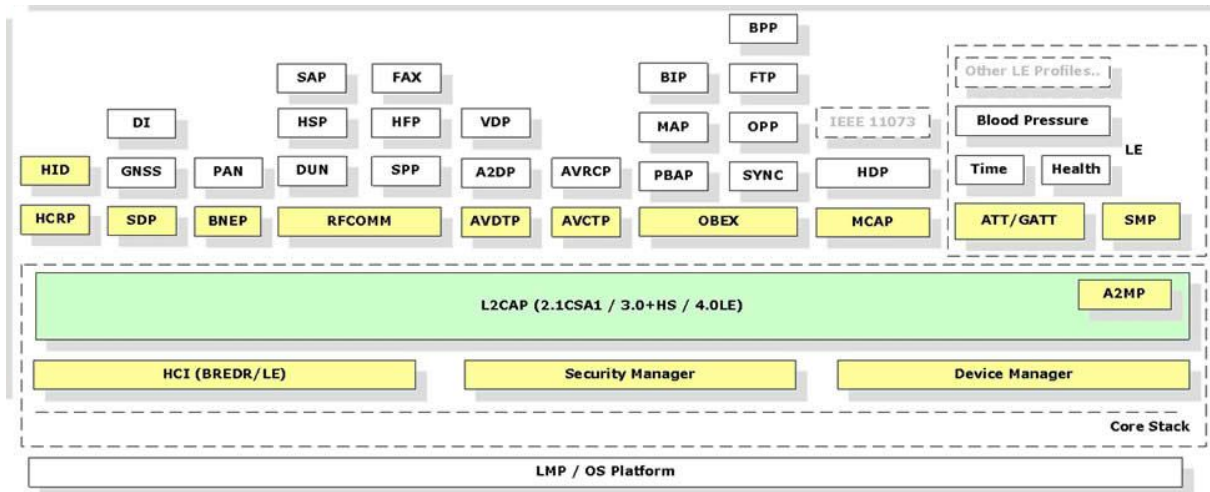 BPP
SAP FAX BIP FTP Other LE Profiles..
DI HSP HFP VDP MAP OPP IEEE 11073 Blood Pressure
LE
HID GNSS PAN DUN SPP A2DP AVRCP PBAP SYNC HDP Time Health
HCRP SDP BNEP RFCOMM AVDTP AVCTP OBEX MCAP ATT/GATT SMP
A2MP
L2CAP (2.1CSA1 / 3.0+HS / 4.0LE)
HCI (BREDR/LE) Security Manager Device Manager
Core Stack
LMP / OS Platform